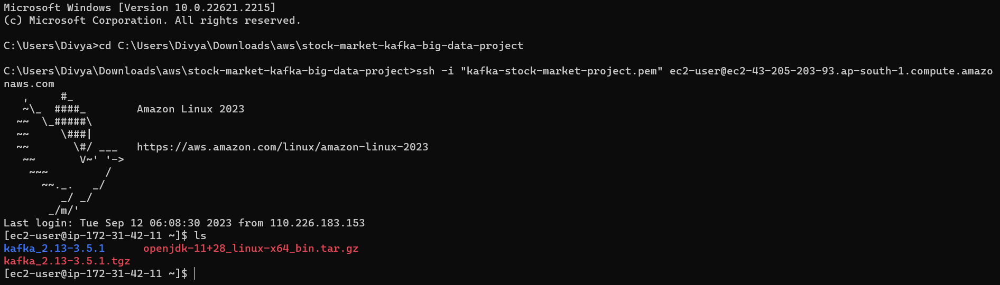 Microsoft Windows [Version 10.0.22621.2215]
(c) Microsoft Corporation. All rights reserved.

C:\Users\Divya>cd C:\Users\Divya\Downloads\aws\stock-market-kafka-big-data-project

C:\Users\Divya\Downloads\aws\stock-market-kafka-big-data-project>ssh -i "kafka-stock-market-project.pem" ec2-user@ec2-43-205-203-93.ap-south-1.compute.amazo
naws.com
   ,     #_
   ~\_  ####_        Amazon Linux 2023
  ~~  \_#####\
  ~~     \###|
  ~~       \#/ ___   https://aws.amazon.com/linux/amazon-linux-2023
   ~~       V~' '->
    ~~~         /
      ~~._.   _/
         _/ _/
       _/m/'
Last login: Tue Sep 12 06:08:30 2023 from 110.226.183.153
[ec2-user@ip-172-31-42-11 ~]$ ls
kafka_2.13-3.5.1      openjdk-11+28_linux-x64_bin.tar.gz
kafka_2.13-3.5.1.tgz
[ec2-user@ip-172-31-42-11 ~]$